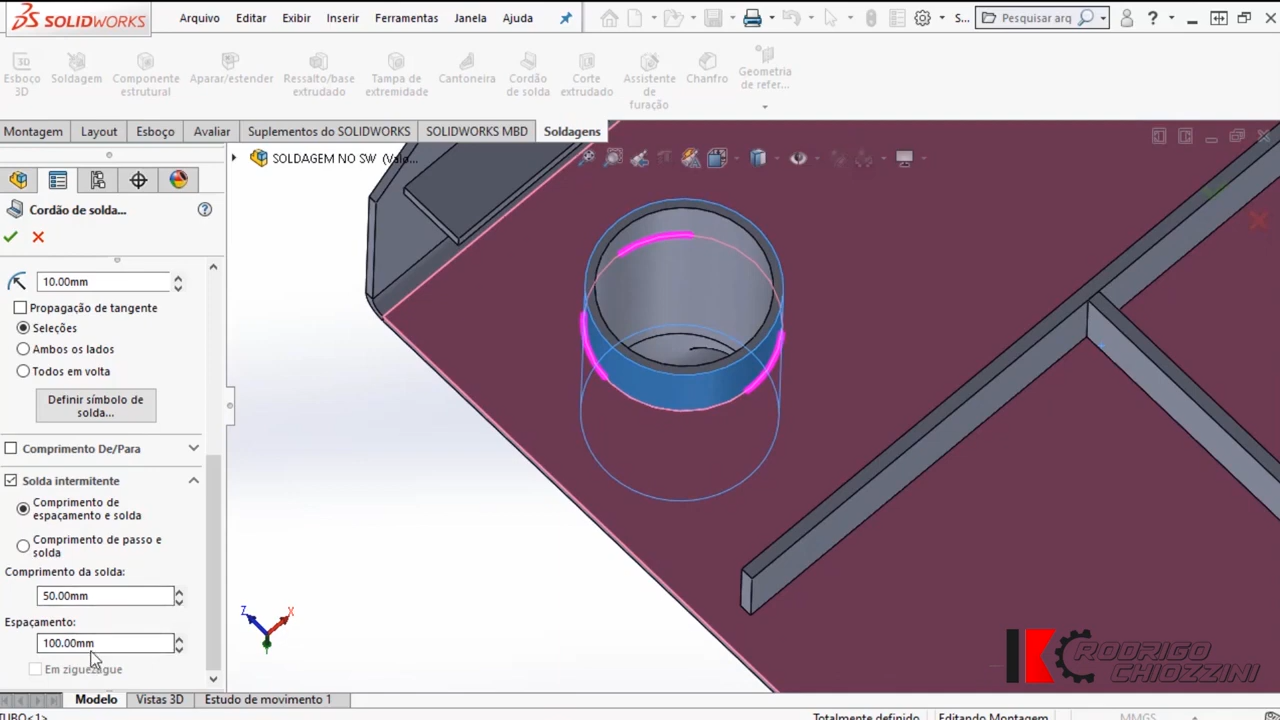 SOLIDWORKS
Arquivo Editar Exibir Inserir Ferramentas Janela Ajuda
S...
Pesquisar arq
Esboço
3D
Soldagem
Componente
estrutural
Aparar/estender
Ressalto/base
extrudado
Tampa de
extremidade
Cantoneira
Cordão
de solda
Corte
extrudado
Assistente
de
furação
Chanfro
Geometria
de refer...
Montagem Layout Esboço Avaliar Suplementos do SOLIDWORKS SOLIDWORKS MBD Soldagens
SOLDAGEM NO SW (Valo...
Cordão de solda...
10.00mm
Propagação de tangente
Seleções
Ambos os lados
Todos em volta
Definir símbolo de
solda...
Comprimento De/Para
Solda intermitente
Comprimento de
espaçamento e solda
Comprimento de passo e
solda
Comprimento da solda:
50.00mm
Espaçamento:
100.00mm
Em ziguezague
Z
X
RODRIGO
CHIOZZINI
Modelo Vistas 3D Estudo de movimento 1
TUBO<1>
Totalmente definido
Editando Montagem
MMGS